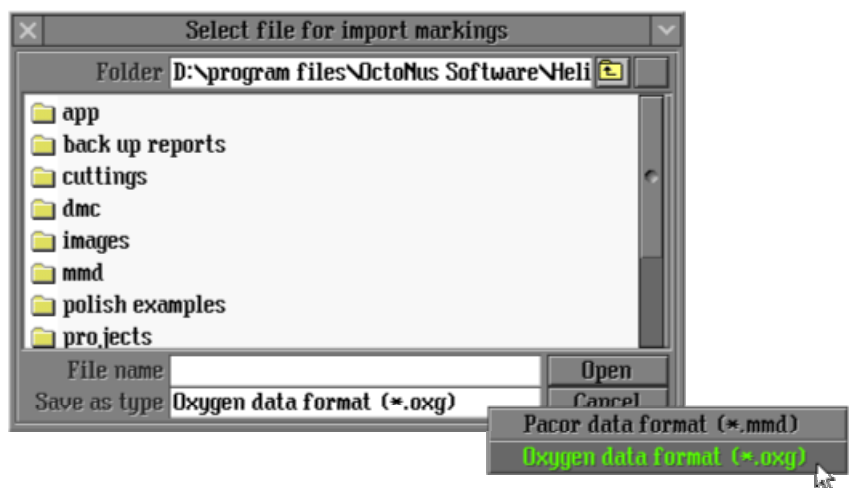 Select file for import markings
Folder D:\program files\OctoNus Software\Heli
app
back up reports
cuttings
dmc
images
mmd
polish examples
projects
File name Open
Save as type Oxygen data format (*.oxg) Cancel
Pacor data format (*.mmd)
Oxygen data format (*.oxg)